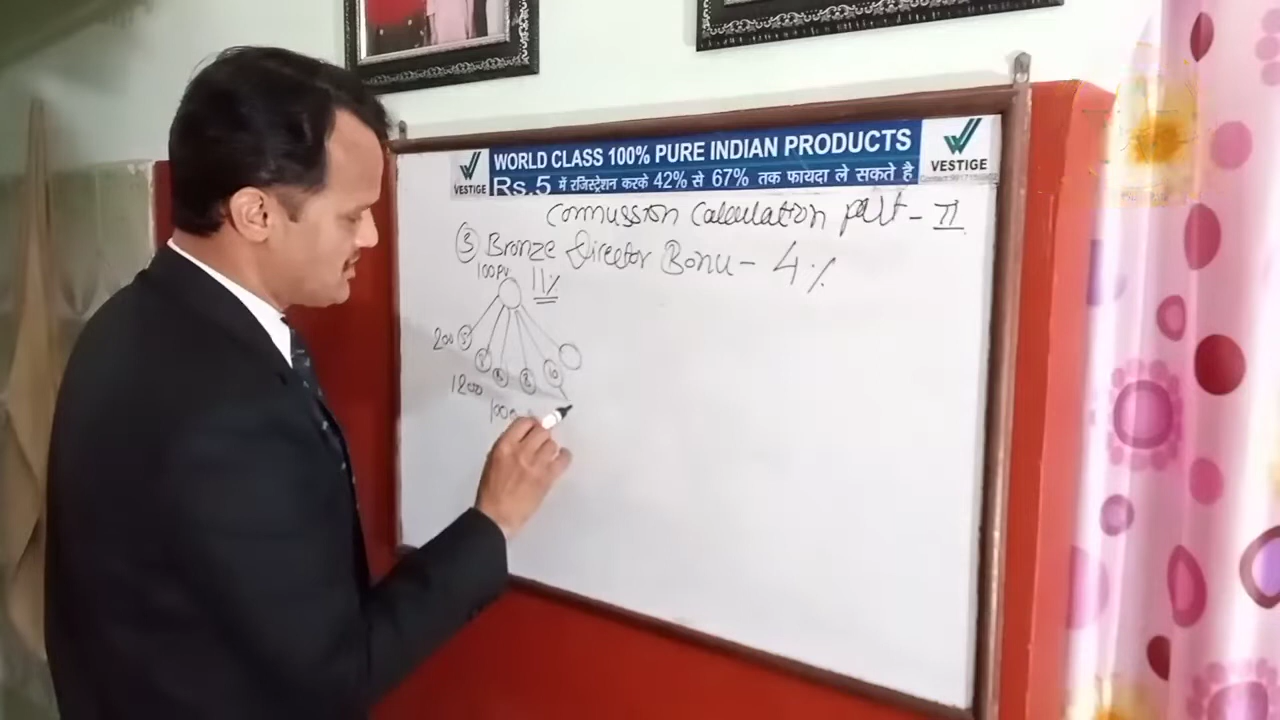 WORLD CLASS 100% PURE INDIAN PRODUCTS
VESTIGE
Rs.5 में रजिस्ट्रेशन करके 42% से 67% तक फायदा ले सकते है
VESTIGE
Commussion Calculation part - II
③ Bronze Director Bonu - 4%
100PV 11%
200
1200
1000